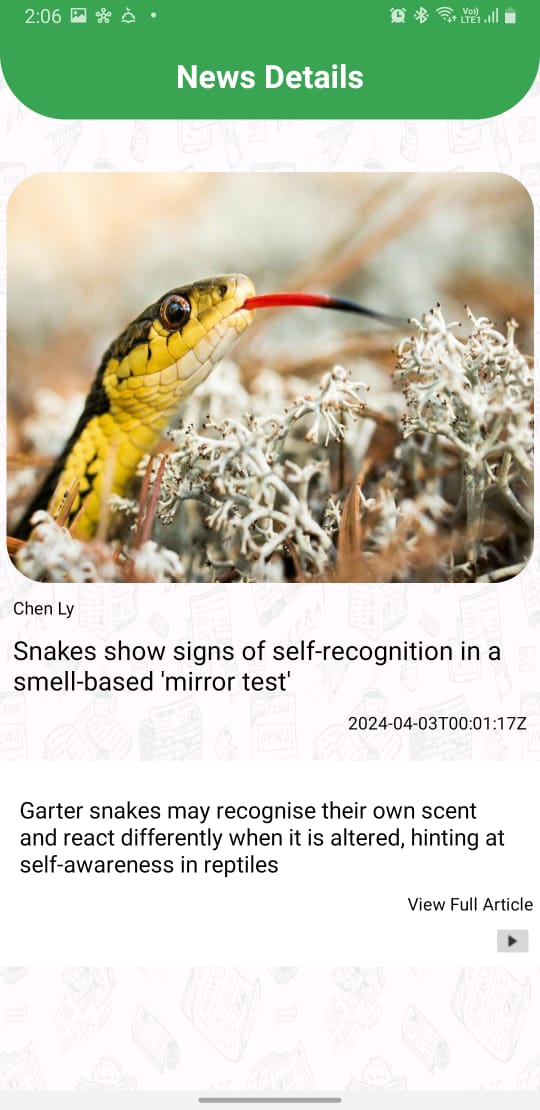 2:06
Vo)) LTE1
News Details
Chen Ly
Snakes show signs of self-recognition in a
smell-based 'mirror test'
2024-04-03T00:01:17Z
Garter snakes may recognise their own scent
and react differently when it is altered, hinting at
self-awareness in reptiles
View Full Article